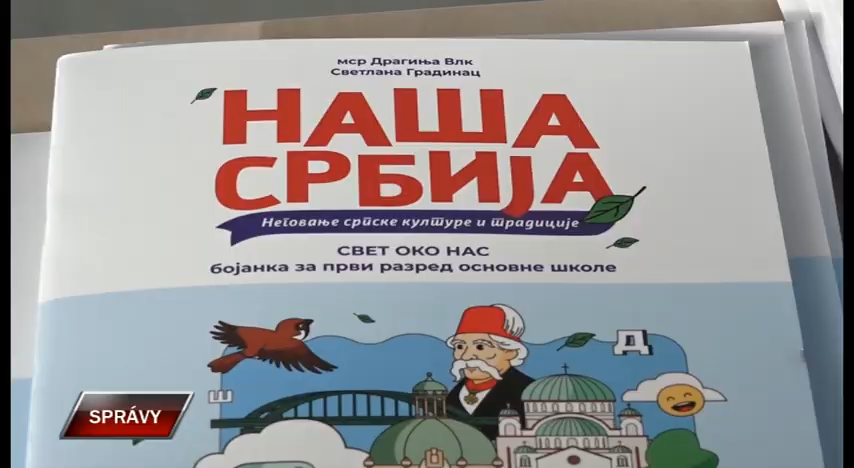 мср Драгиња Влк
Светлана Градинац
НАША
СРБИЈА
Неговање српске културе и традиције
СВЕТ ОКО НАС
бојанка за први разред основне школе
Д
Ш
SPRÁVY